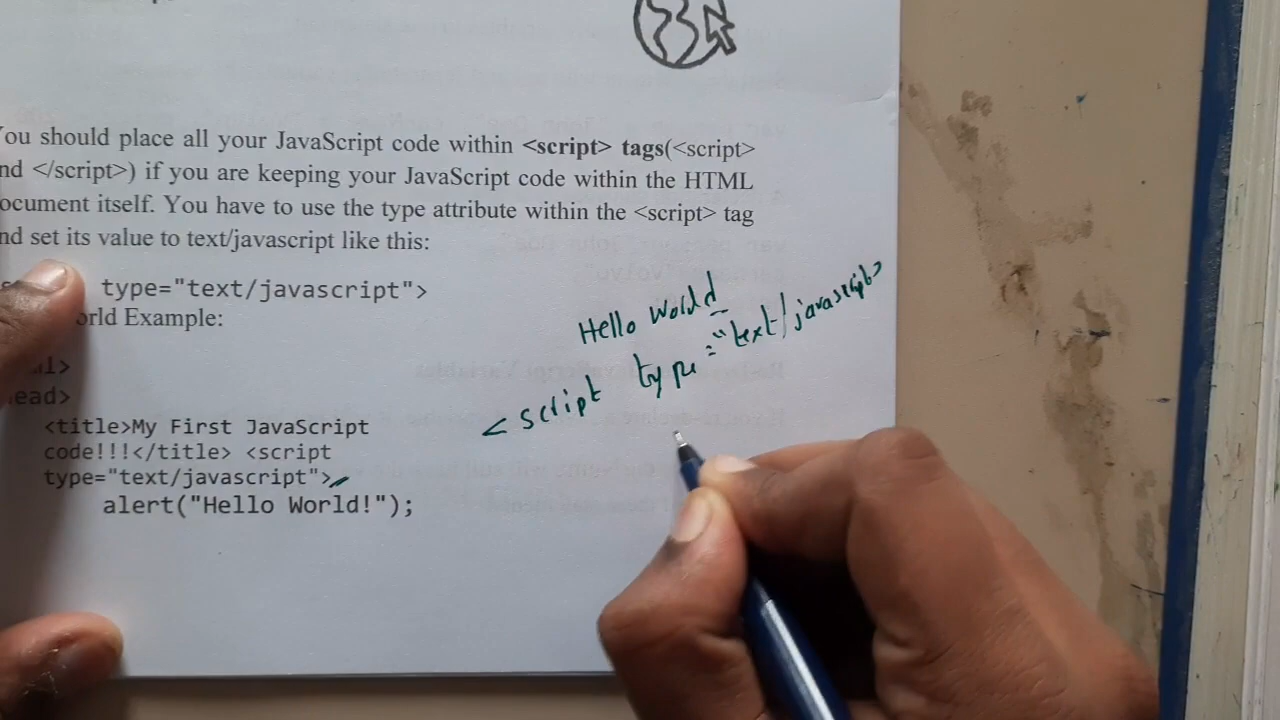 You should place all your JavaScript code within <script> tags(<script>
nd </script>) if you are keeping your JavaScript code within the HTML
ocument itself. You have to use the type attribute within the <script> tag
nd set its value to text/javascript like this:
type="text/javascript">
orld Example:
ead>
<title>My First JavaScript
code!!!</title> <script
type="text/javascript">
alert("Hello World!");
Hello World
<script type="text/javascript>